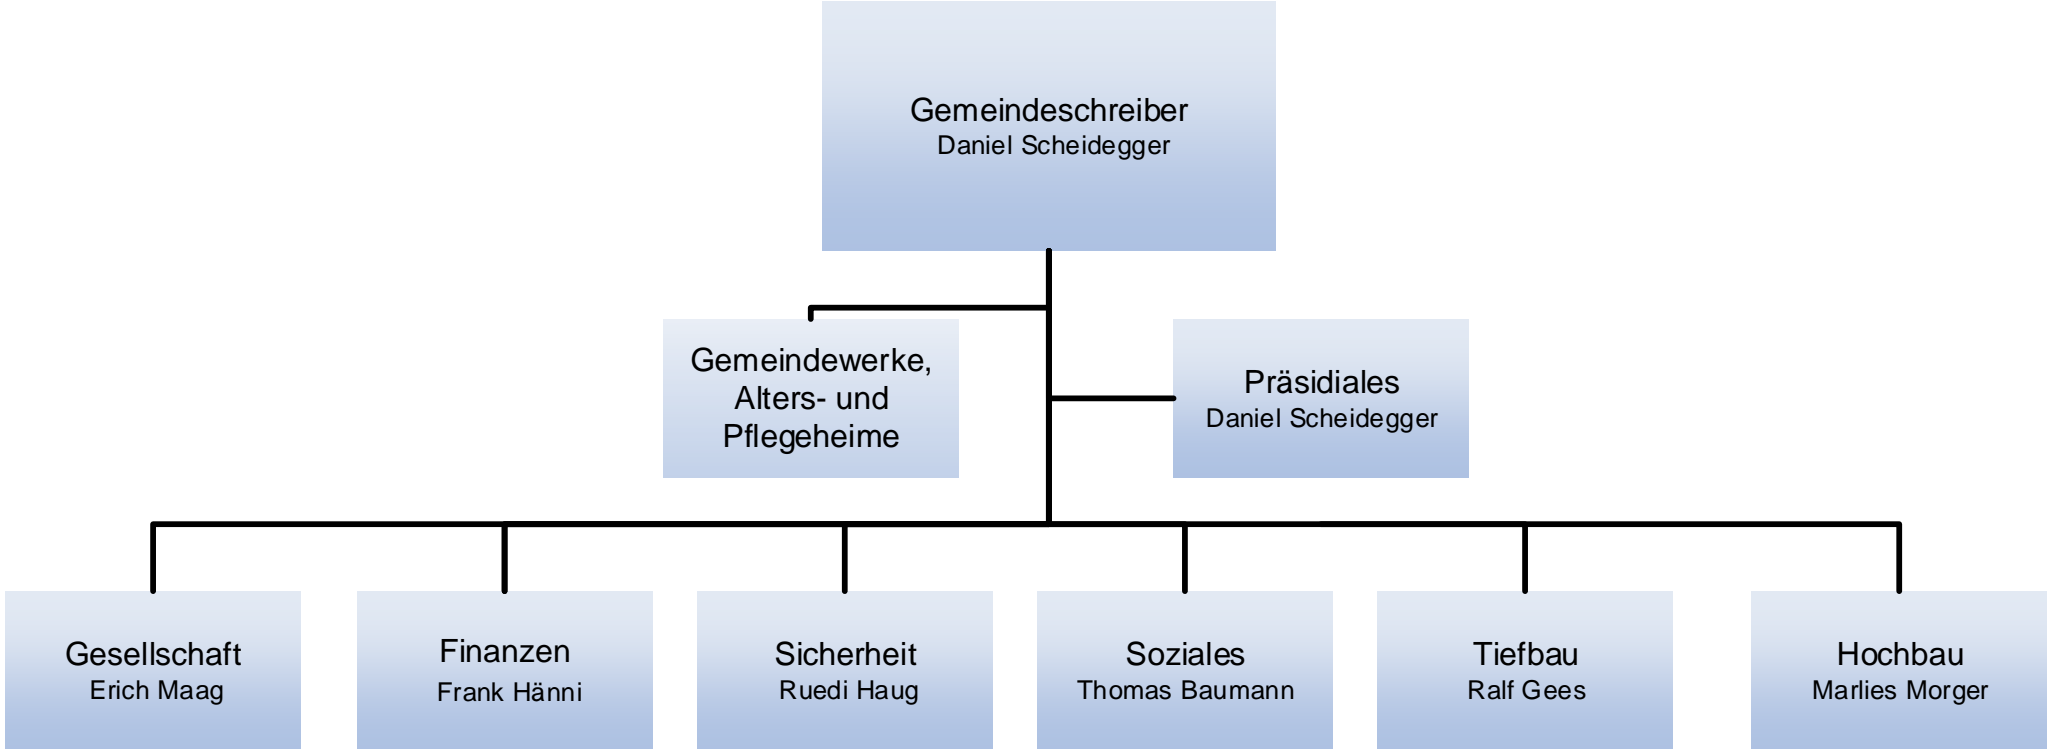 Gemeindeschreiber
Daniel Scheidegger
Gemeindewerke,
Alters- und
Pflegeheime
Präsidiales
Daniel Scheidegger
Gesellschaft
Erich Maag
Finanzen
Frank Hänni
Sicherheit
Ruedi Haug
Soziales
Thomas Baumann
Tiefbau
Ralf Gees
Hochbau
Marlies Morger